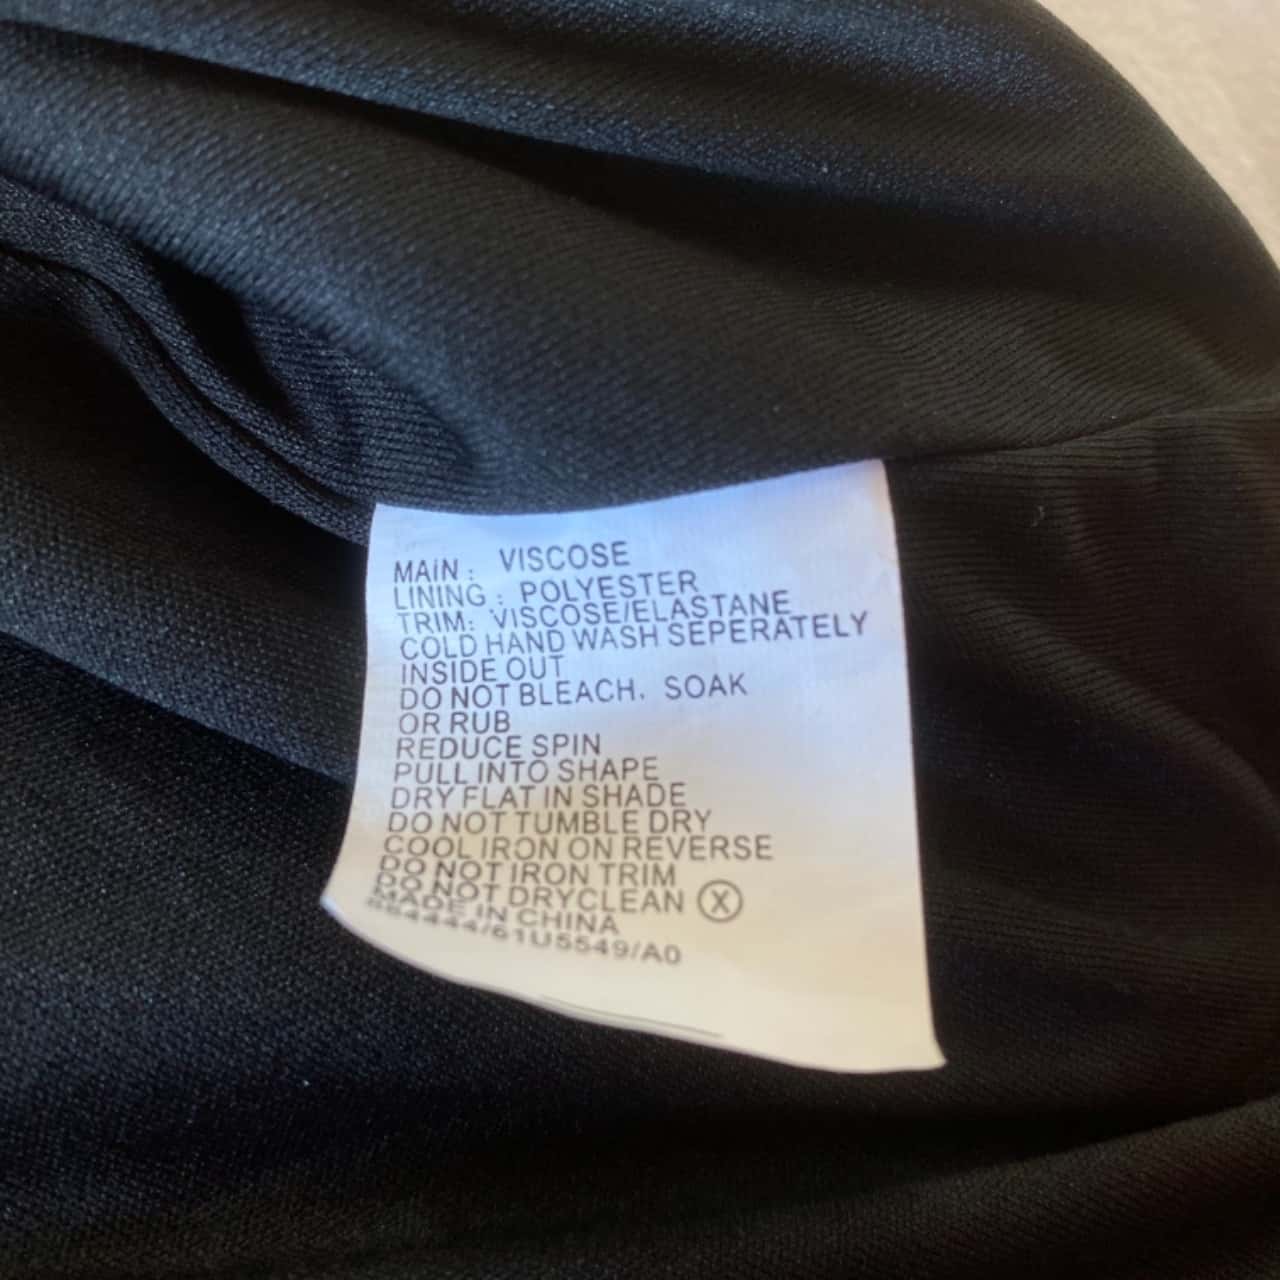 MAIN : VISCOSE
LINING : POLYESTER
TRIM: VISCOSE/ELASTANE
COLD HAND WASH SEPERATELY
INSIDE OUT
DO NOT BLEACH. SOAK
OR RUB
REDUCE SPIN
PULL INTO SHAPE
DRY FLAT IN SHADE
DO NOT TUMBLE DRY
COOL IRON ON REVERSE
DO NOT IRON TRIM
DO NOT DRYCLEAN Ⓧ
MADE IN CHINA